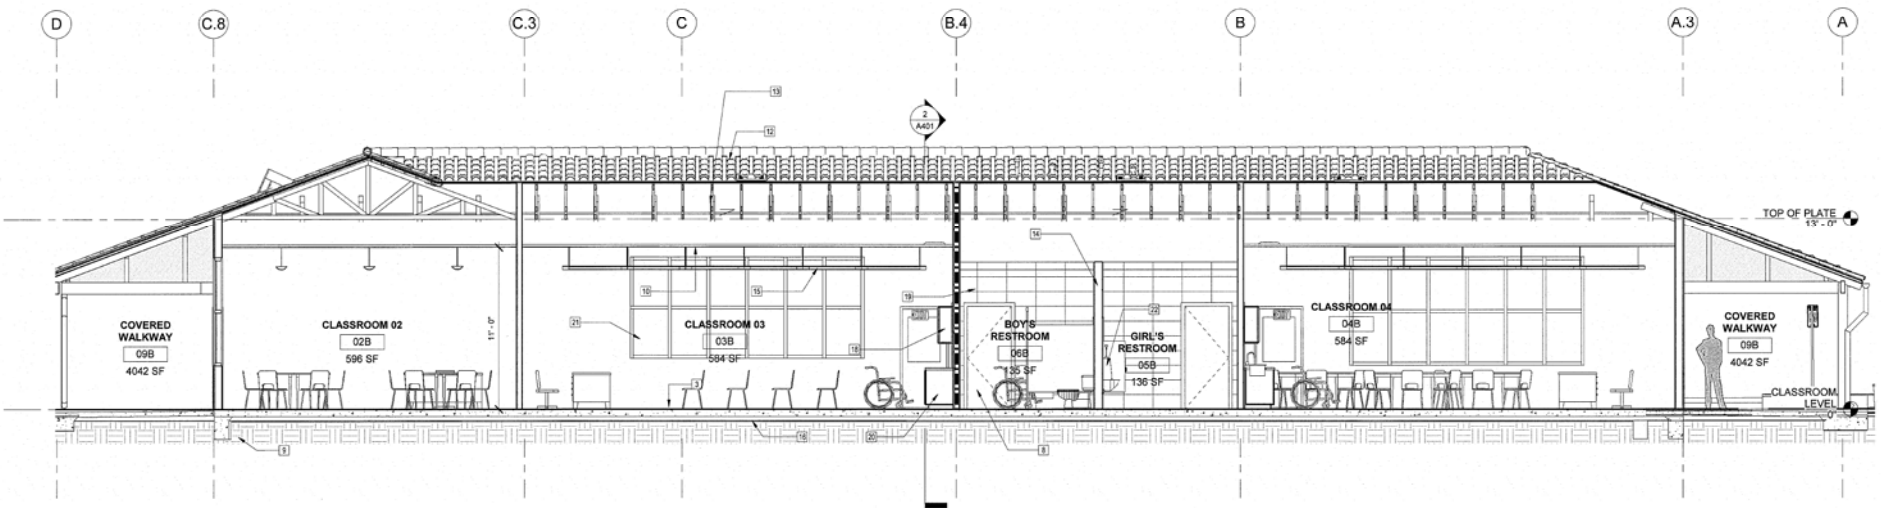 D
C.8
C.3
C
B.4
B
A.3
A
13
2
A401
12
TOP OF PLATE
13' - 0"
14
10
15
19
21
22
18
11' - 0"
COVERED
WALKWAY
09B
4042 SF
CLASSROOM 02
02B
596 SF
CLASSROOM 03
03B
584 SF
BOY'S
RESTROOM
06B
135 SF
GIRL'S
RESTROOM
05B
136 SF
CLASSROOM 04
04B
584 SF
COVERED
WALKWAY
09B
4042 SF
3
CLASSROOM
LEVEL
0"
9
16
20
8